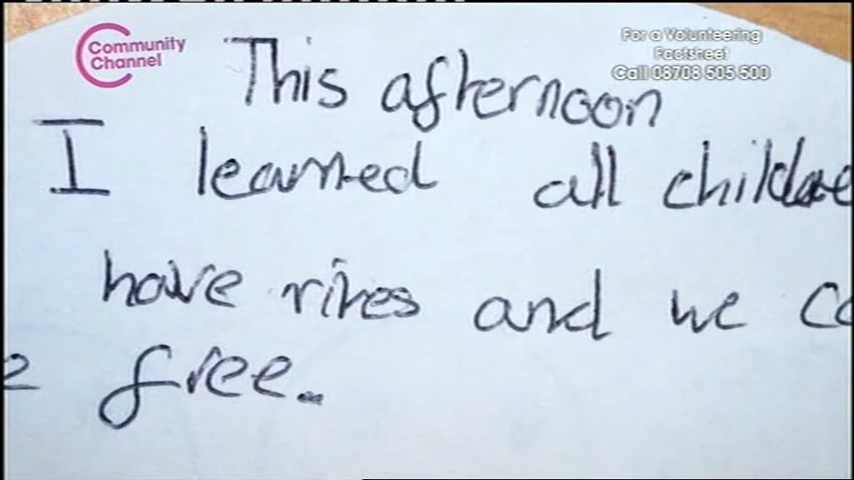 Community
Channel
For a Volunteering
Factsheet
Call 08708 505 500
This afternoon
I learned all childre
have rites and we ca
e free.